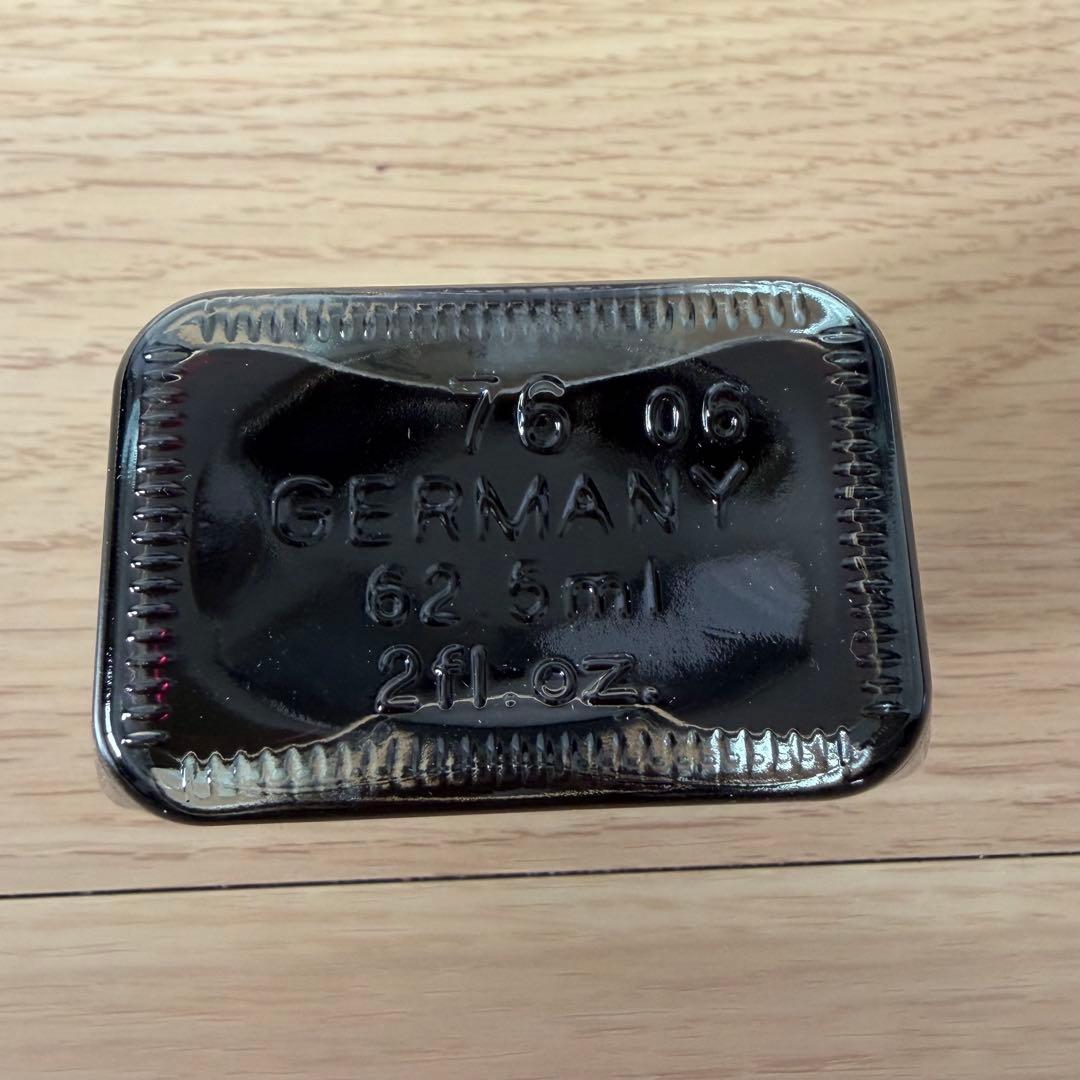 76 06
GERMANY
62 5ml
2fl.oz.